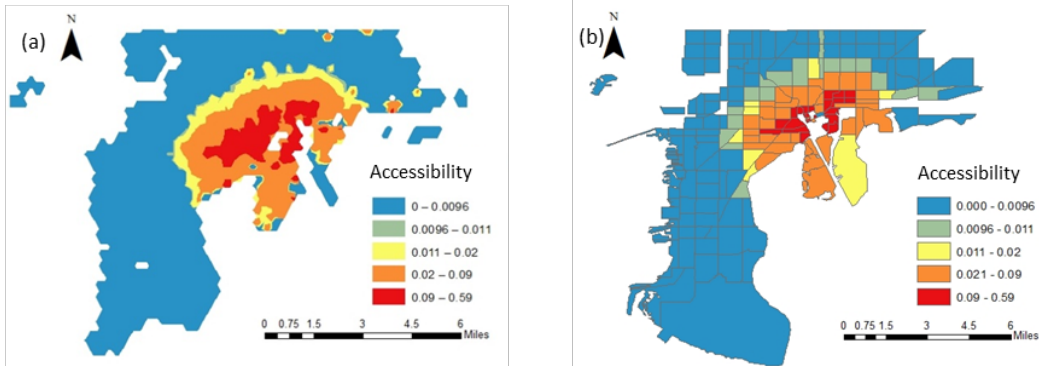 (a)
N
Accessibility
0 – 0.0096
0.0096 – 0.011
0.011 – 0.02
0.02 – 0.09
0.09 – 0.59
0 0.75 1.5 3 4.5 6
Miles
(b)
N
Accessibility
0.000 - 0.0096
0.0096 - 0.011
0.011 - 0.02
0.021 - 0.09
0.09 - 0.59
0 0.75 1.5 3 4.5 6
Miles